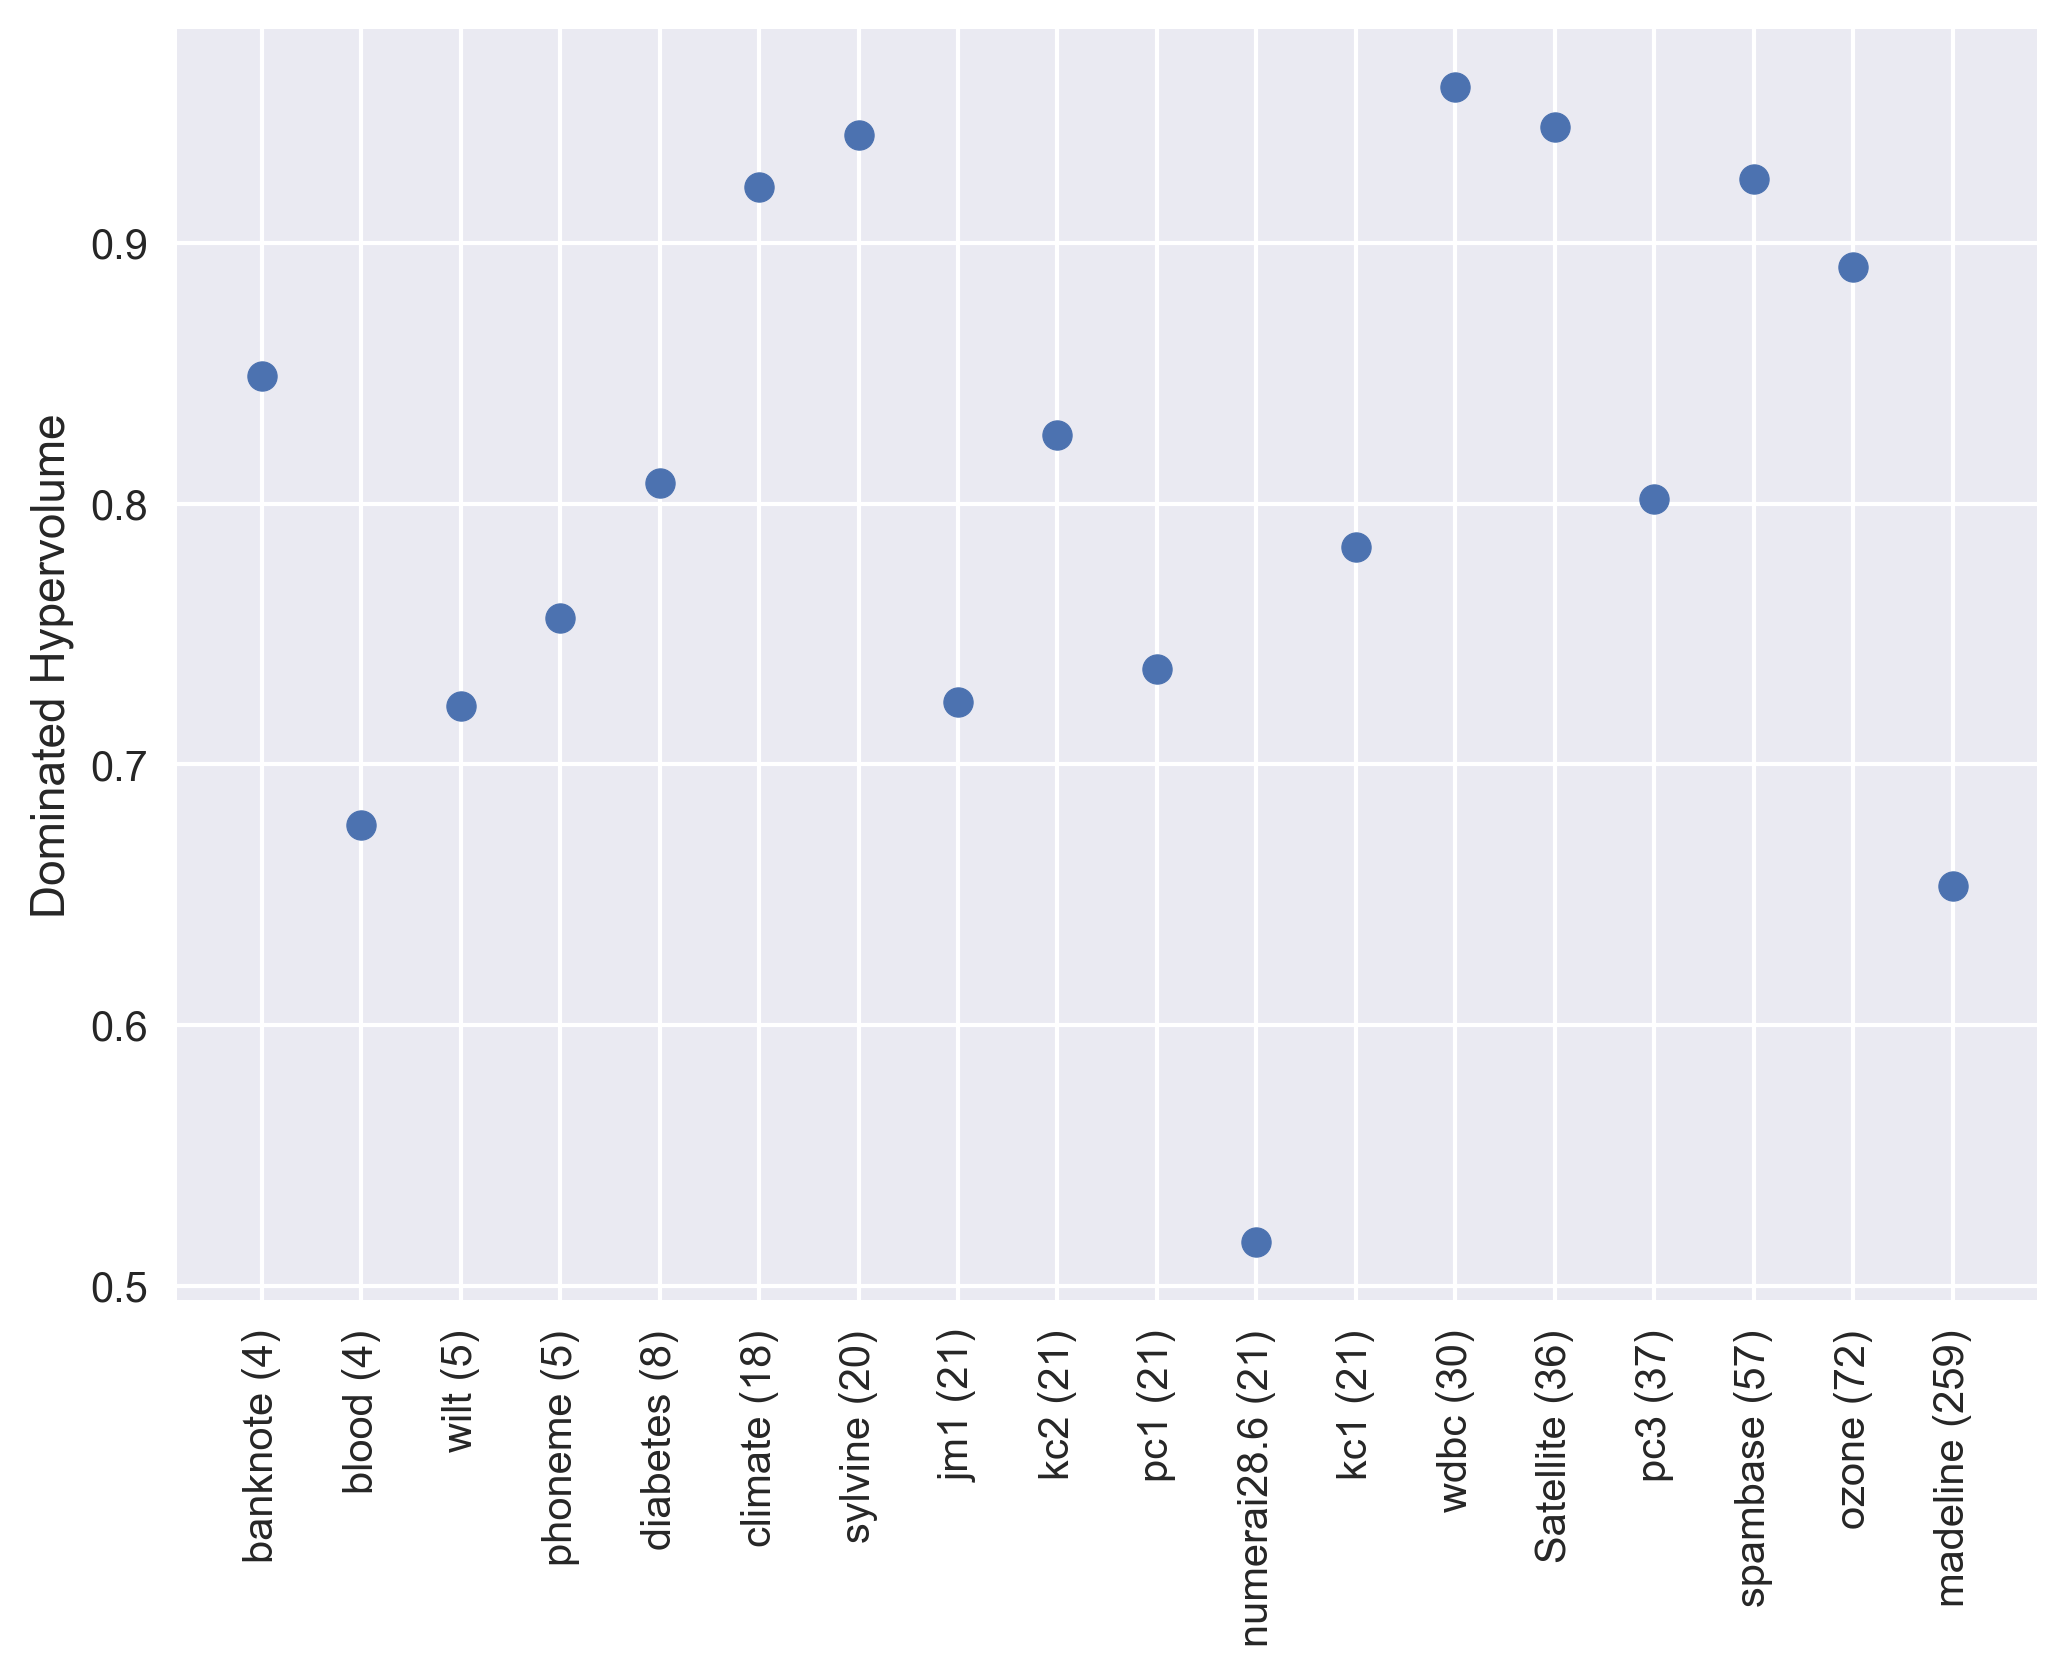 Dominated Hypervolume
0.9
0.8
0.7
0.6
0.5
banknote (4)
blood (4)
wilt (5)
phoneme (5)
diabetes (8)
climate (18)
sylvine (20)
jm1 (21)
kc2 (21)
pc1 (21)
numerai28.6 (21)
kc1 (21)
wdbc (30)
Satellite (36)
pc3 (37)
spambase (57)
ozone (72)
madeline (259)